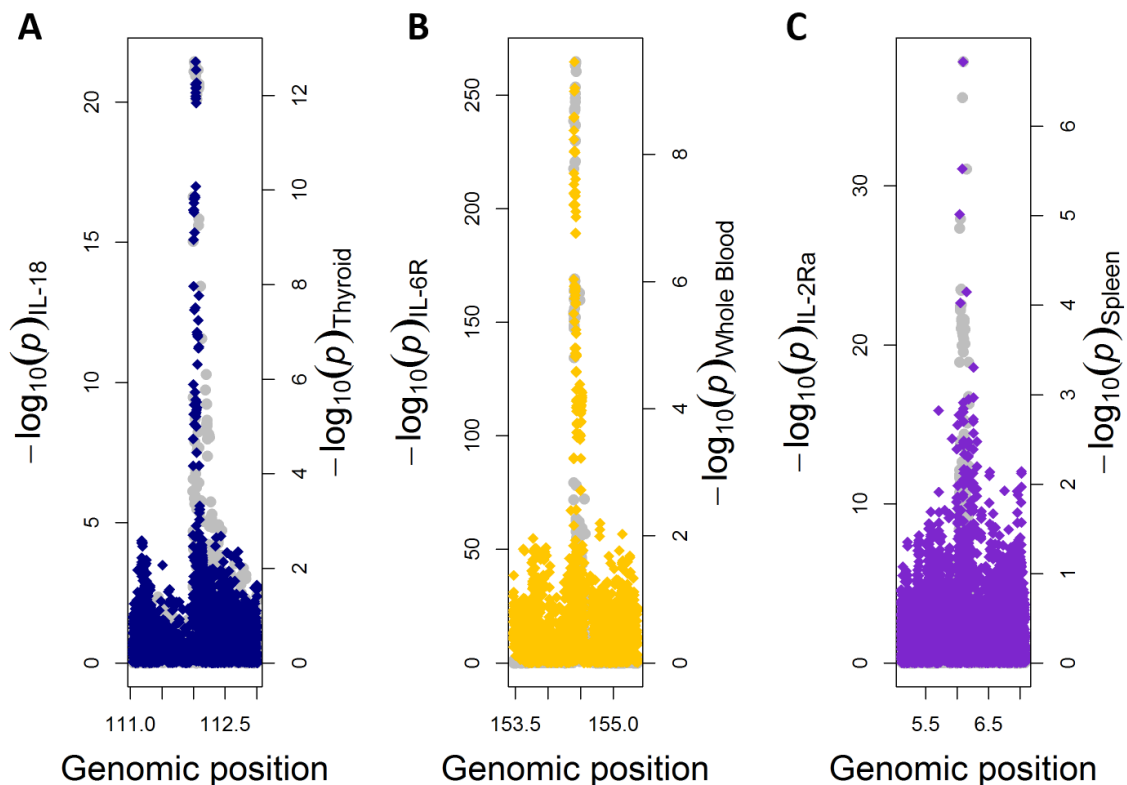 A
B
C
−log10(p)IL-18
0 5 10 15 20
−log10(p)Thyroid
0 2 4 6 8 10 12
111.0 112.5
Genomic position
−log10(p)IL-6R
0 50 100 150 200 250
−log10(p)Whole Blood
0 2 4 6 8
153.5 155.0
Genomic position
−log10(p)IL-2Ra
0 10 20 30
−log10(p)Spleen
0 1 2 3 4 5 6
5.5 6.5
Genomic position